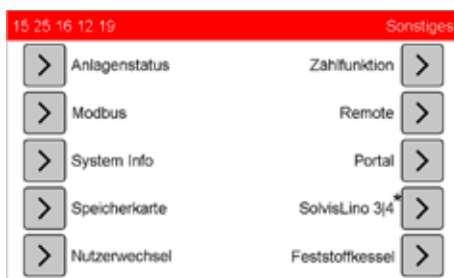 15 25 16 12 19 Sonstiges
Anlagenstatus Zählfunktion
Modbus Remote
System Info Portal
Speicherkarte SolvisLino 3|4*
Nutzerwechsel Feststoffkessel